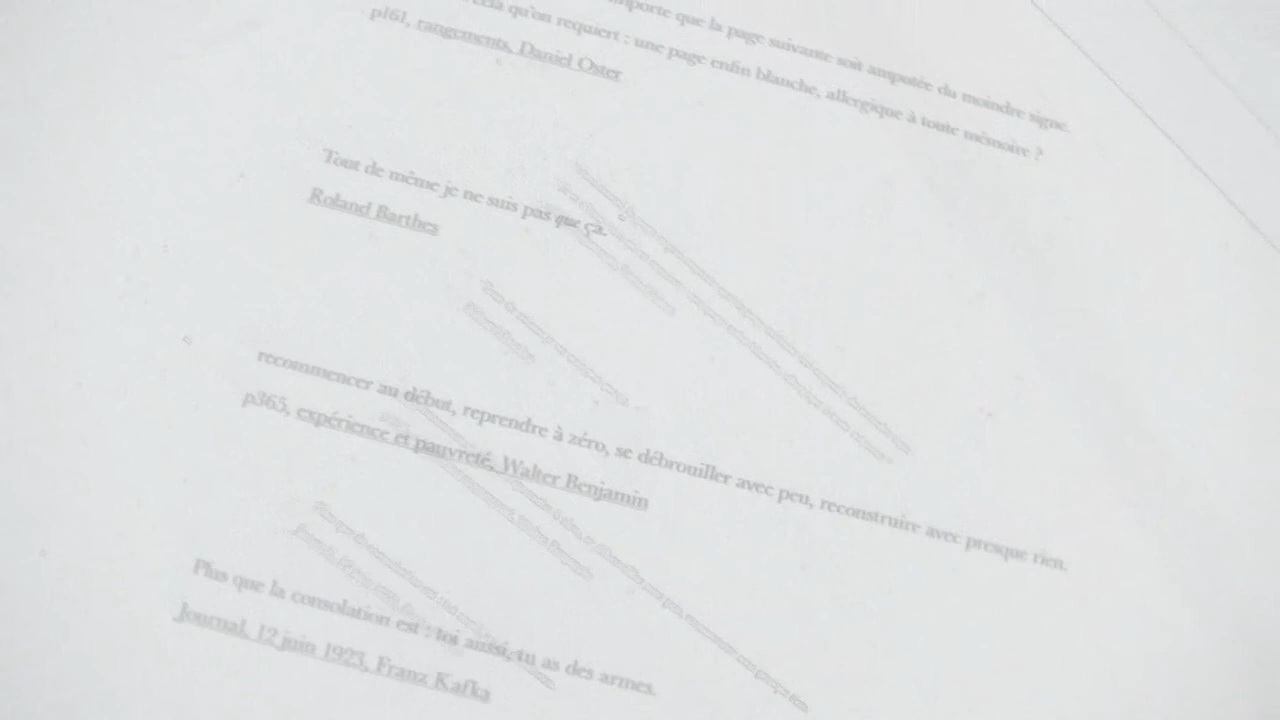 que la page suivante soit amputée du moindre signe.
qu'on requiert : une page enfin blanche, allergique à toute mémoire ?
p161, rangements, Daniel Oster
Tout de même je ne suis pas que ça.
Roland Barthes
recommencer au début, reprendre à zéro, se débrouiller avec peu, reconstruire avec presque rien.
p365, expérience et pauvreté, Walter Benjamin
Plus que la consolation est : toi aussi, tu as des armes.
Journal, 12 juin 1923, Franz Kafka